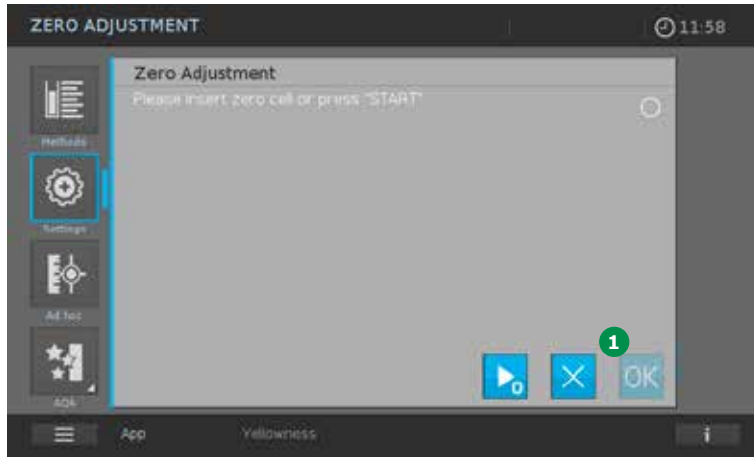 ZERO ADJUSTMENT
11:58
Zero Adjustment
Please insert zero cell or press "START"
Methods
Settings
Ad hoc
AQA
1
0
OK
App
Yellowness
i